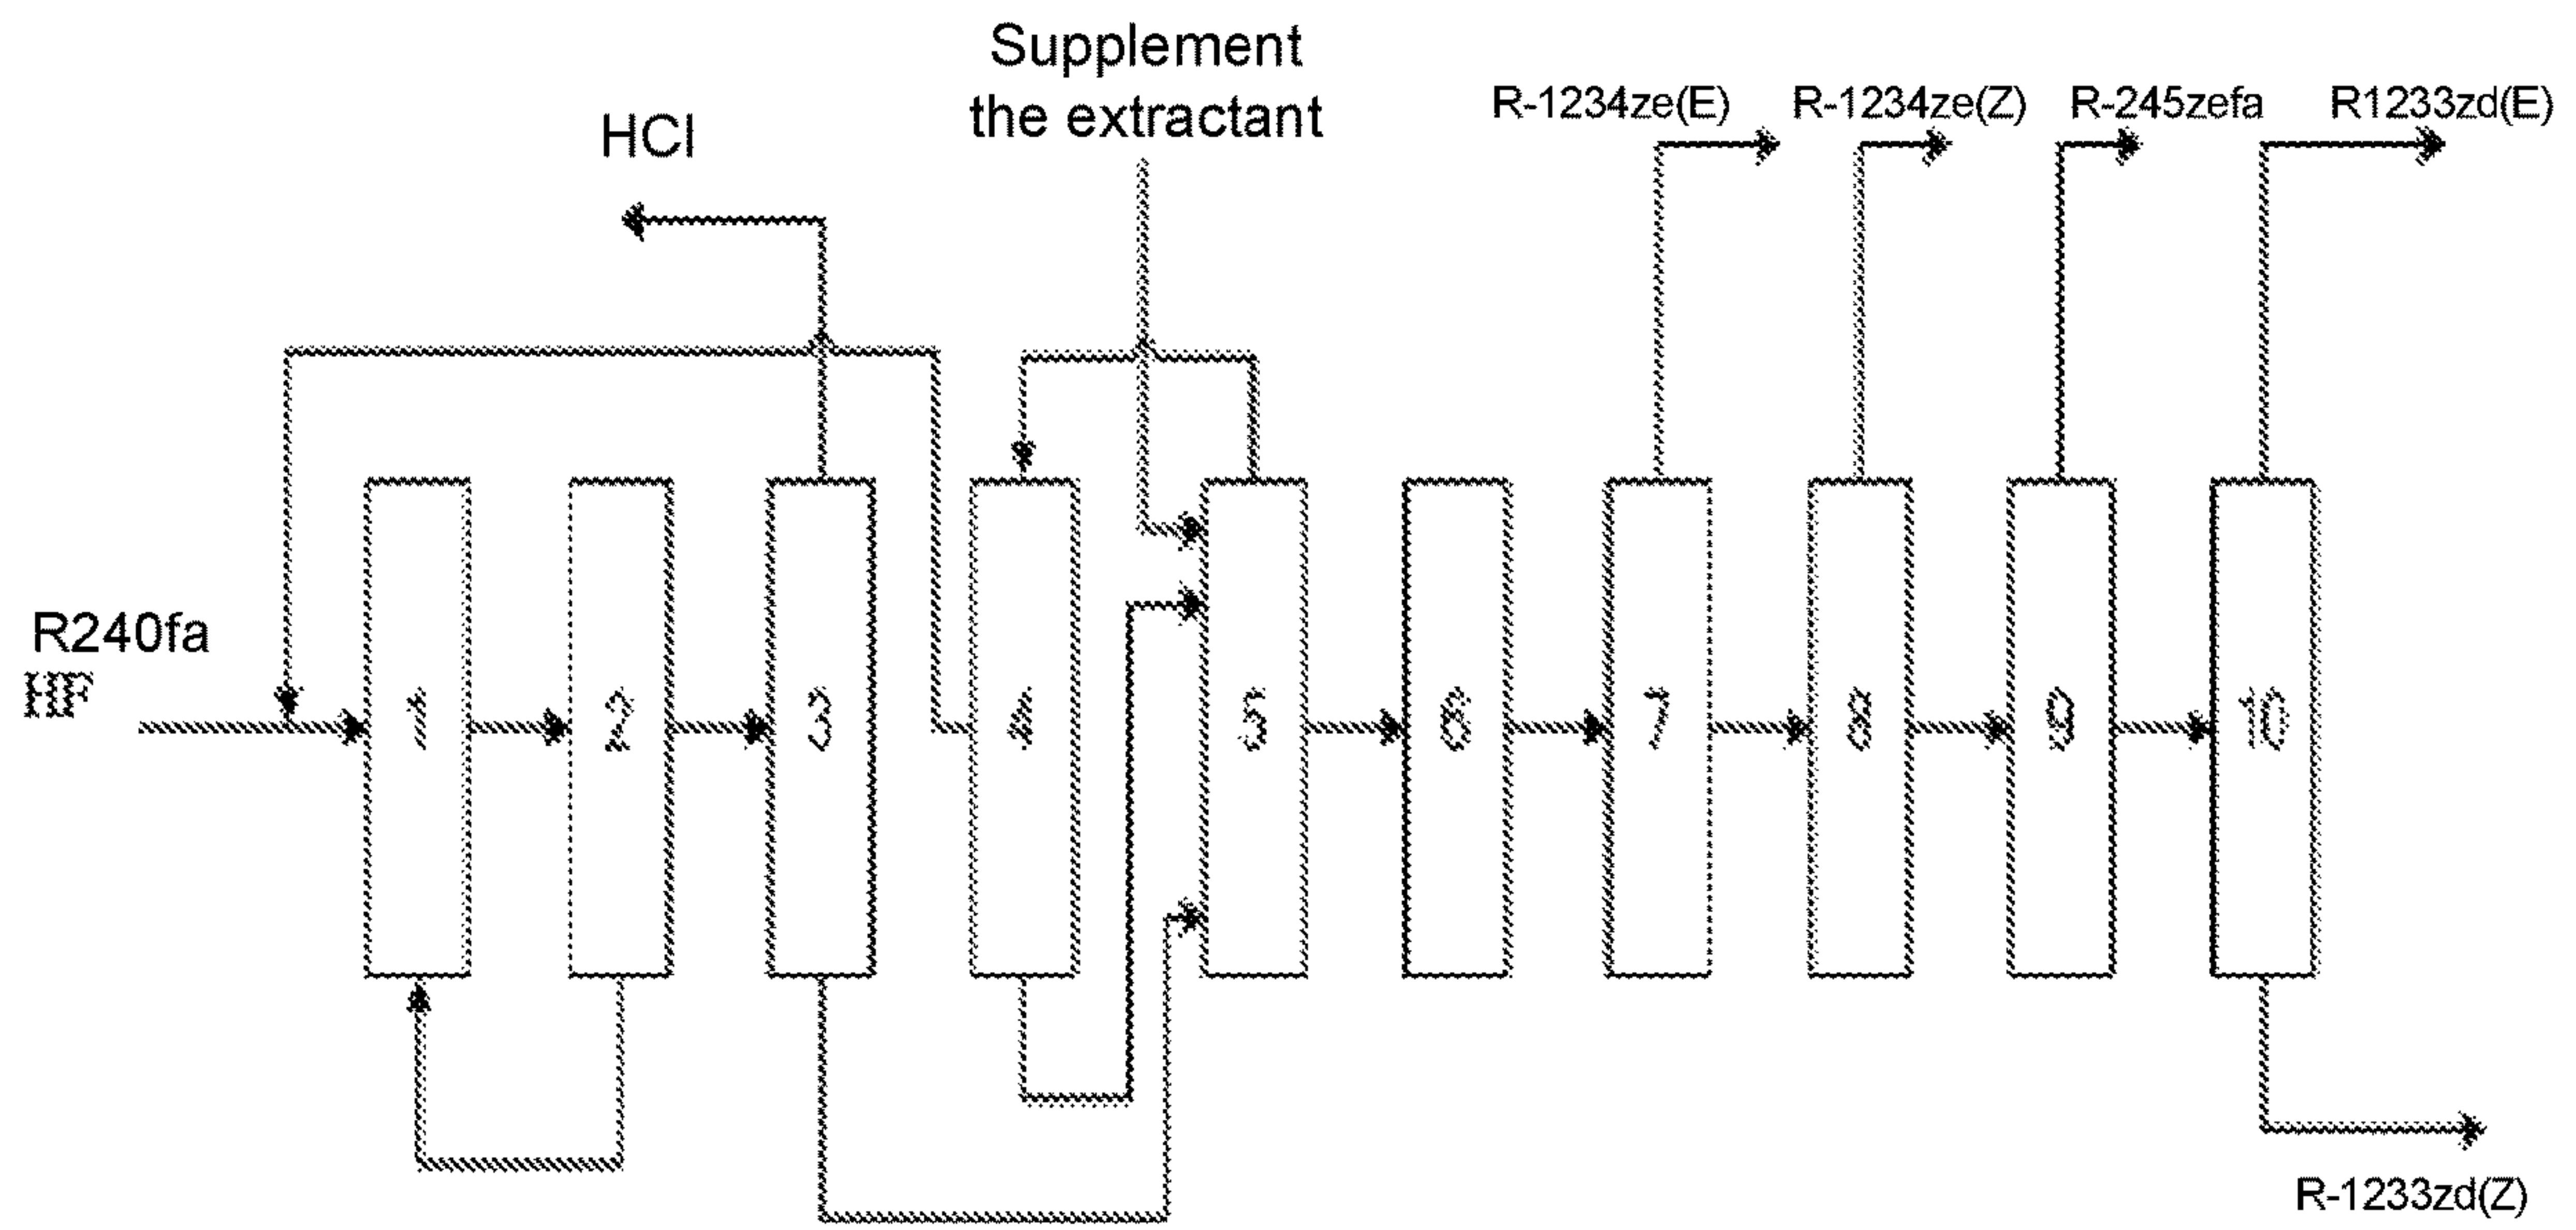 Supplement
the extractant
HCl
R-1234ze(E)
R-1234ze(Z)
R-245zefa
R1233zd(E)
R240fa
HF
1
2
3
4
5
6
7
8
9
10
R-1233zd(Z)